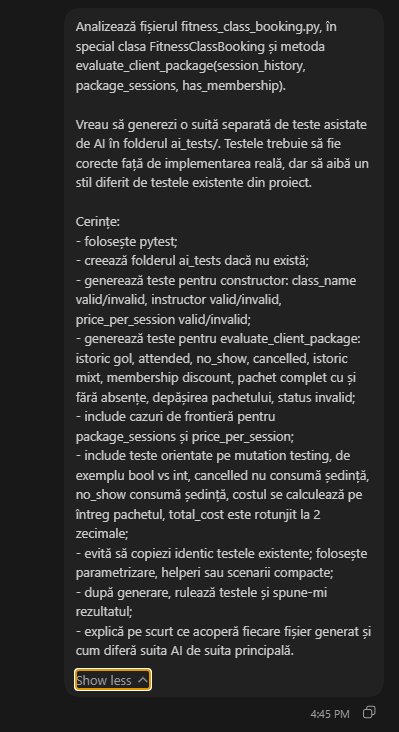 Analizează fișierul fitness_class_booking.py, în
special clasa FitnessClassBooking și metoda
evaluate_client_package(session_history,
package_sessions, has_membership).
Vreau să generezi o suită separată de teste asistate
de AI în folderul ai_tests/. Testele trebuie să fie
corecte față de implementarea reală, dar să aibă un
stil diferit de testele existente din proiect.
Cerințe:
- folosește pytest;
- creează folderul ai_tests dacă nu există;
- generează teste pentru constructor: class_name
valid/invalid, instructor valid/invalid,
price_per_session valid/invalid;
- generează teste pentru evaluate_client_package:
istoric gol, attended, no_show, cancelled, istoric
mixt, membership discount, pachet complet cu și
fără absențe, depășirea pachetului, status invalid;
- include cazuri de frontieră pentru
package_sessions și price_per_session;
- include teste orientate pe mutation testing, de
exemplu bool vs int, cancelled nu consumă ședință,
no_show consumă ședință, costul se calculează pe
întreg pachetul, total_cost este rotunjit la 2
zecimale;
- evită să copiezi identic testele existente; folosește
parametrizare, helperi sau scenarii compacte;
- după generare, rulează testele și spune-mi
rezultatul;
- explică pe scurt ce acoperă fiecare fișier generat și
cum diferă suita AI de suita principală.
Show less
4:45 PM